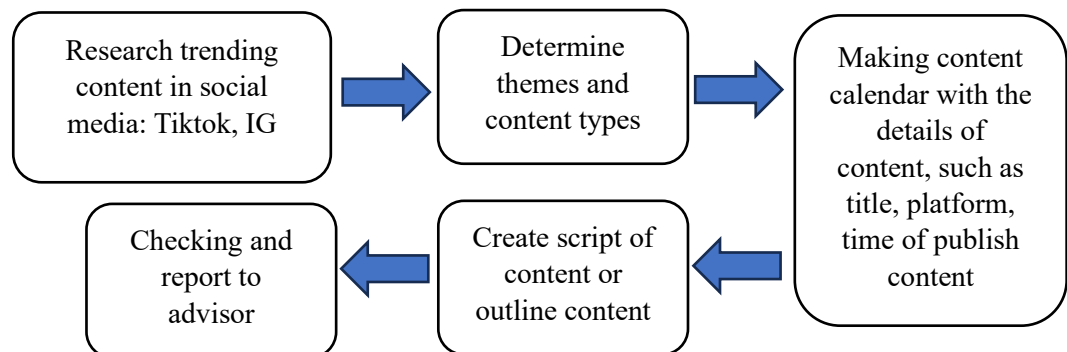 Research trending
content in social
media: Tiktok, IG
Determine
themes and
content types
Making content
calendar with the
details of
content, such as
title, platform,
time of publish
content
Create script of
content or
outline content
Checking and
report to
advisor